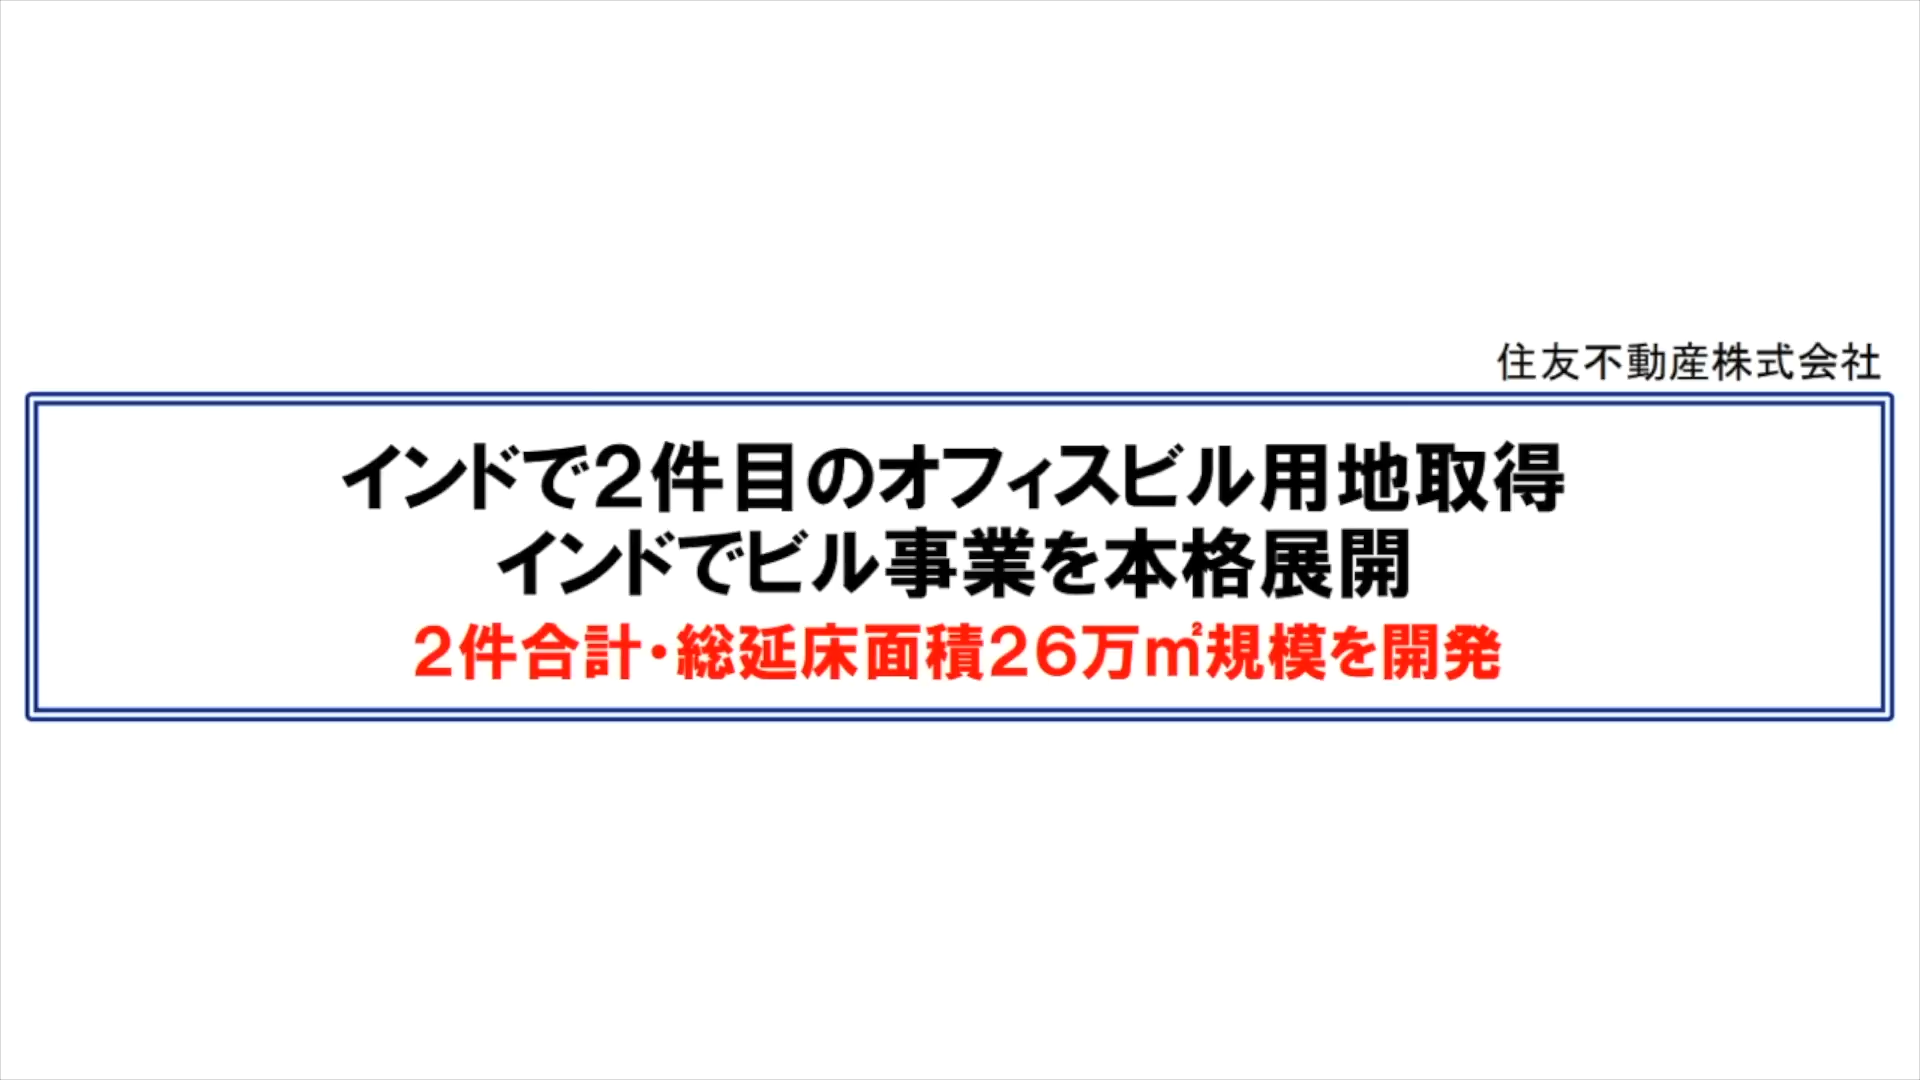 住友不動産株式会社
インドで２件目のオフィスビル用地取得
インドでビル事業を本格展開
２件合計・総延床面積２６万㎡規模を開発